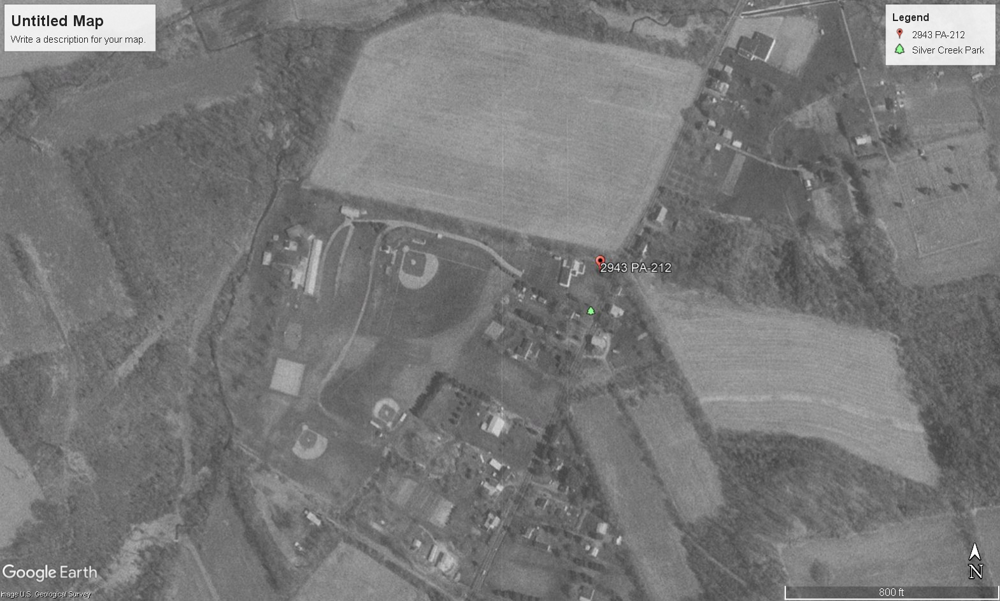 Untitled Map
Write a description for your map.
Legend
2943 PA-212
Silver Creek Park
2943 PA-212
Google Earth
Image U.S. Geological Survey
N
800 ft